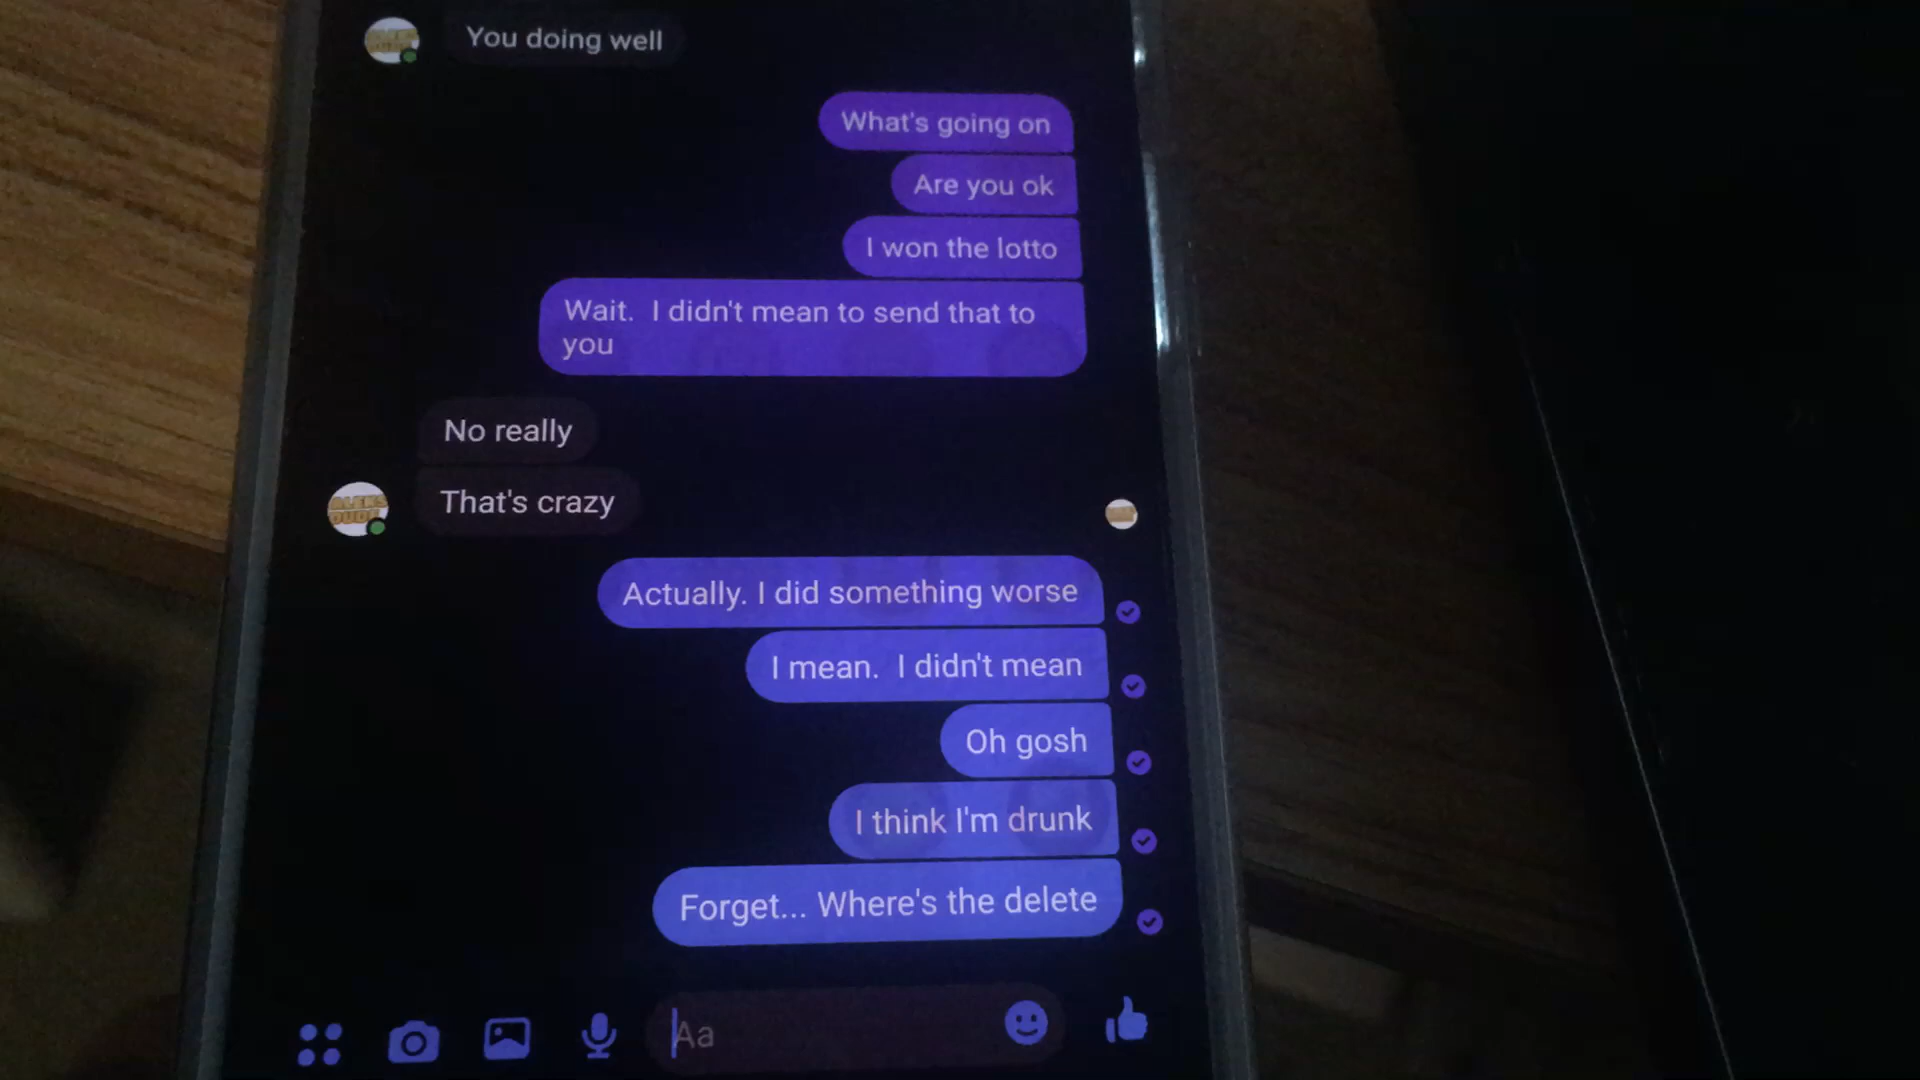 You doing well
What's going on
Are you ok
I won the lotto
Wait.  I didn't mean to send that to
you
No really
ALEKS
DUDE
That's crazy
Actually. I did something worse
I mean.  I didn't mean
Oh gosh
I think I'm drunk
Forget... Where's the delete
Aa